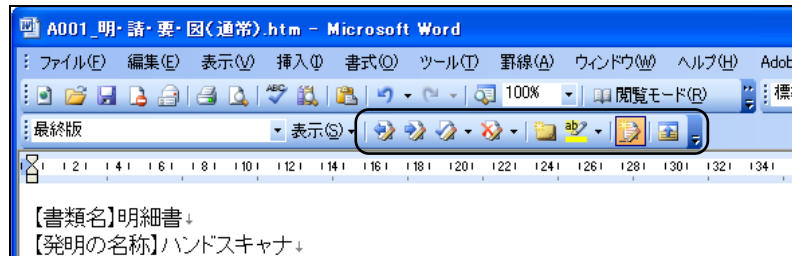 A001_明・請・要・図(通常).htm - Microsoft Word
ファイル(F) 編集(E) 表示(V) 挿入(I) 書式(O) ツール(T) 罫線(A) ウィンドウ(W) ヘルプ(H) Adob
ABC 100% 閲覧モード(R) 標
最終版 表示(S) ab
2 4 6 8 10 12 14 16 18 20 22 24 26 28 30 32 34
【書類名】明細書↓
【発明の名称】ハンドスキャナ↓